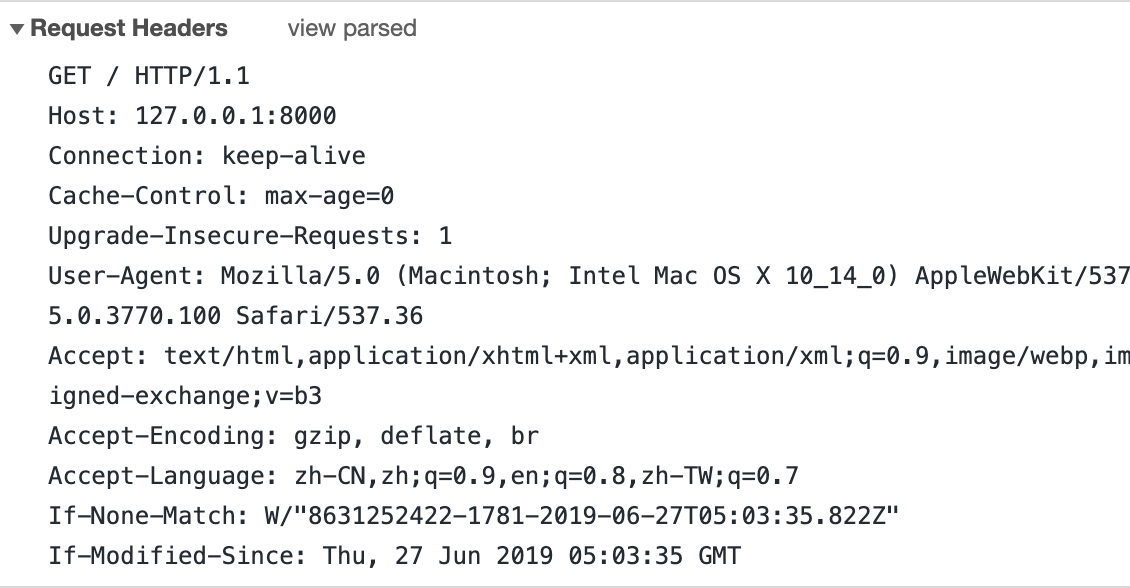 Request Headers view parsed
GET / HTTP/1.1
Host: 127.0.0.1:8000
Connection: keep-alive
Cache-Control: max-age=0
Upgrade-Insecure-Requests: 1
User-Agent: Mozilla/5.0 (Macintosh; Intel Mac OS X 10_14_0) AppleWebKit/537
5.0.3770.100 Safari/537.36
Accept: text/html,application/xhtml+xml,application/xml;q=0.9,image/webp,im
igned-exchange;v=b3
Accept-Encoding: gzip, deflate, br
Accept-Language: zh-CN,zh;q=0.9,en;q=0.8,zh-TW;q=0.7
If-None-Match: W/"8631252422-1781-2019-06-27T05:03:35.822Z"
If-Modified-Since: Thu, 27 Jun 2019 05:03:35 GMT